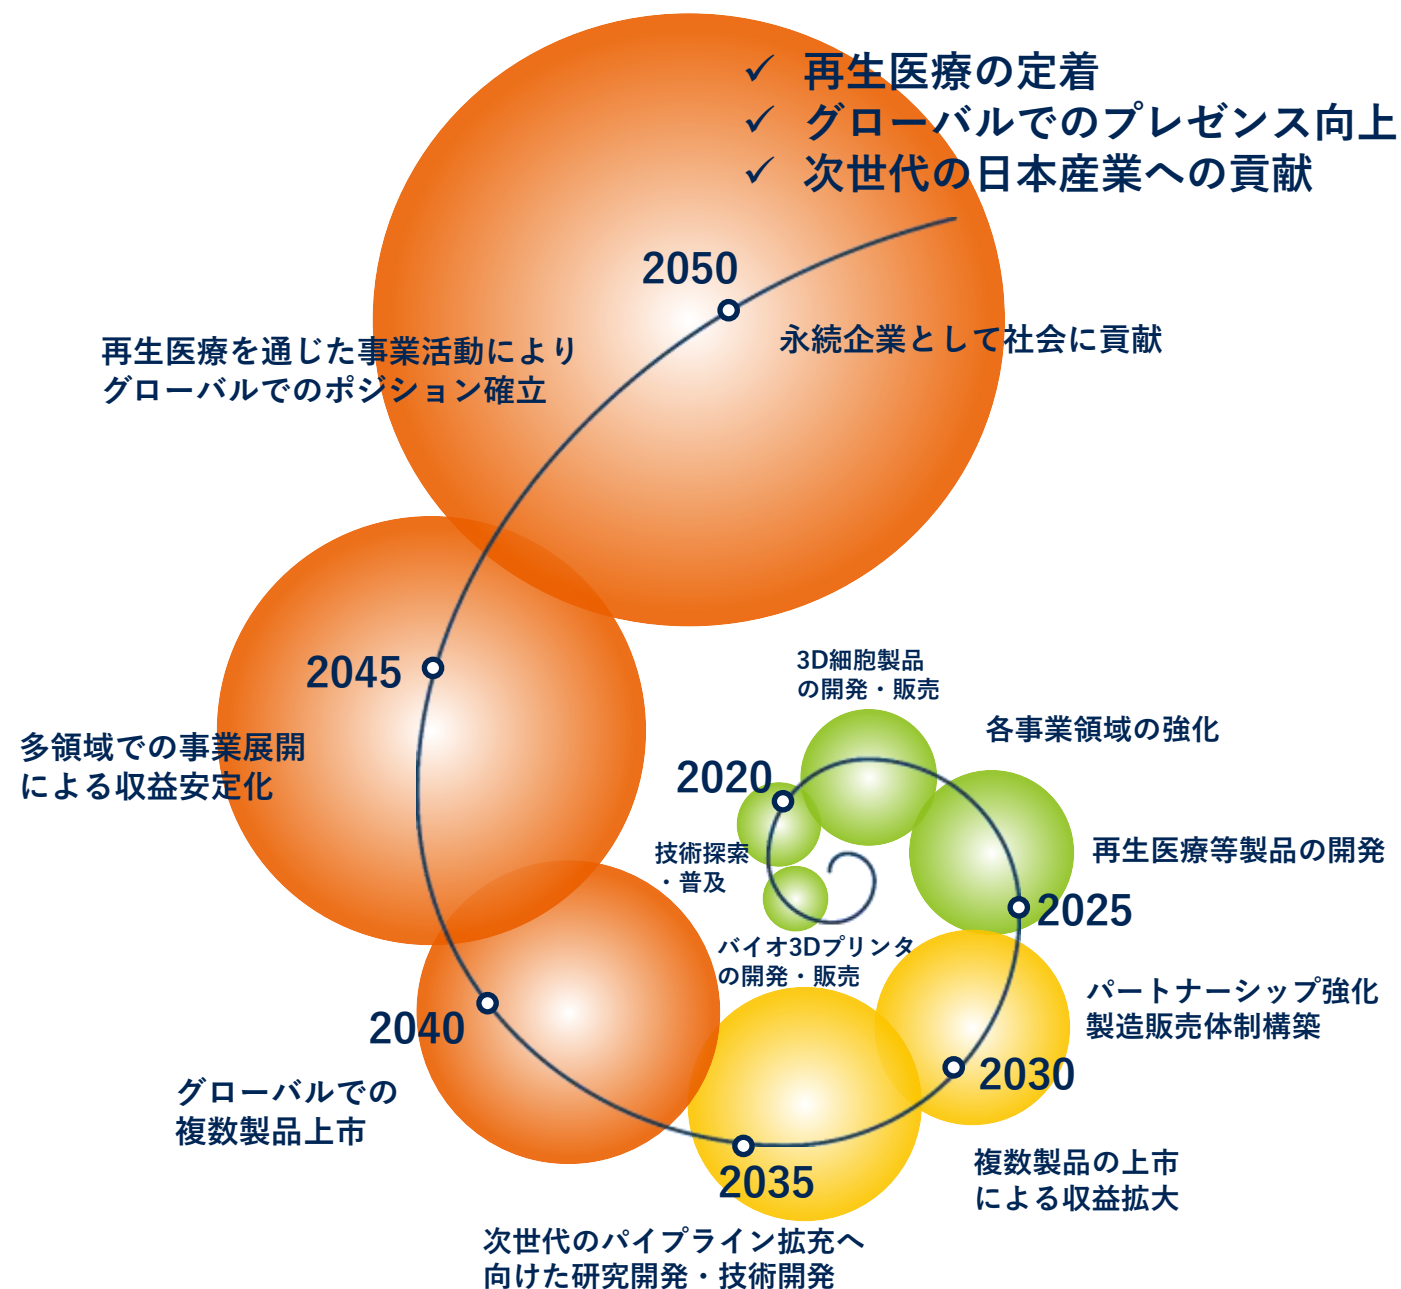 ✓ 再生医療の定着
✓ グローバルでのプレゼンス向上
✓ 次世代の日本産業への貢献
2050
永続企業として社会に貢献
再生医療を通じた事業活動により
グローバルでのポジション確立
2045
多領域での事業展開
による収益安定化
3D細胞製品
の開発・販売
各事業領域の強化
2020
技術探索
・普及
再生医療等製品の開発
2025
バイオ3Dプリンタ
の開発・販売
パートナーシップ強化
製造販売体制構築
2030
2040
グローバルでの
複数製品上市
2035
複数製品の上市
による収益拡大
次世代のパイプライン拡充へ
向けた研究開発・技術開発